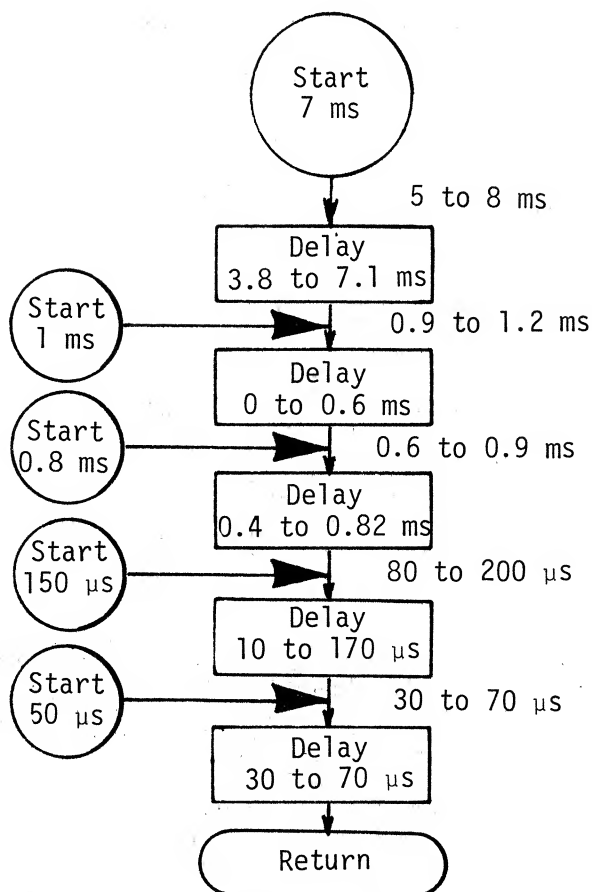 Start
7 ms
5 to 8 ms
Delay
3.8 to 7.1 ms
Start
1 ms
0.9 to 1.2 ms
Delay
0 to 0.6 ms
Start
0.8 ms
0.6 to 0.9 ms
Delay
0.4 to 0.82 ms
Start
150 µs
80 to 200 µs
Delay
10 to 170 µs
Start
50 µs
30 to 70 µs
Delay
30 to 70 µs
Return